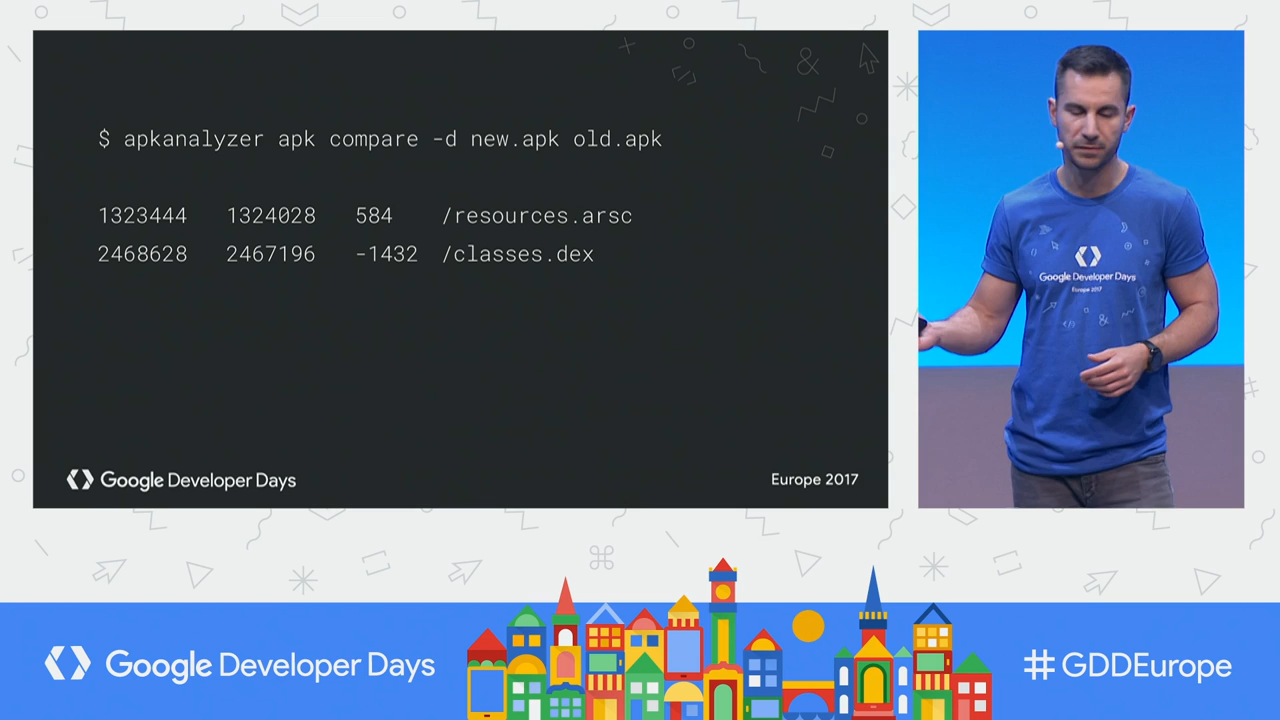 $ apkanalyzer apk compare -d new.apk old.apk
1323444 1324028 584 /resources.arsc
2468628 2467196 -1432 /classes.dex
Google Developer Days
Europe 2017
Google Developer Days
Europe 2017
Google Developer Days
#GDDEurope